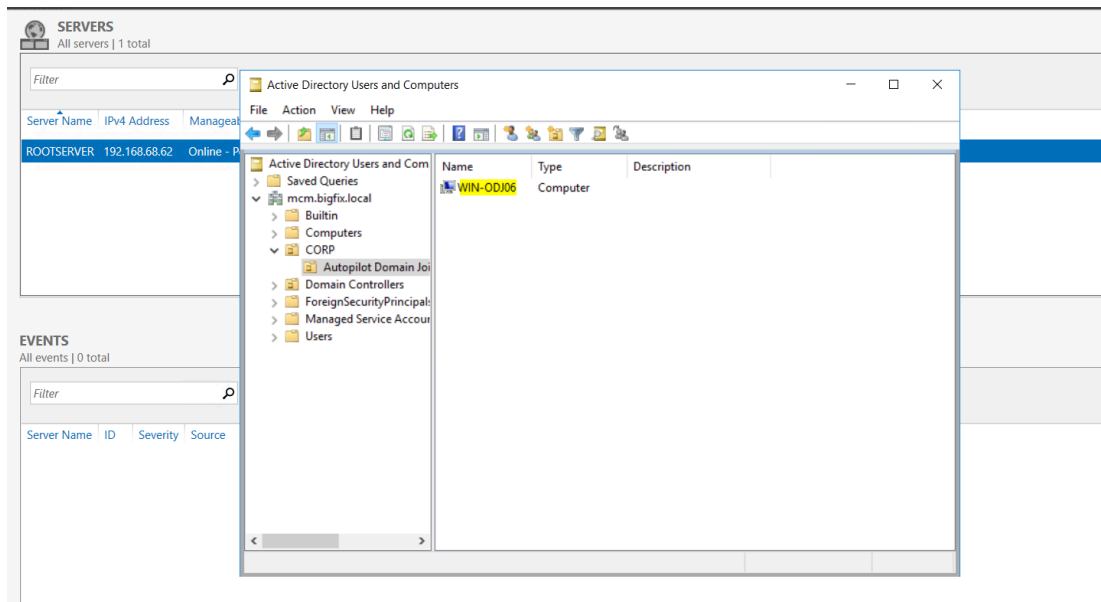 SERVERS
All servers | 1 total
Filter
Server Name IPv4 Address Manageab
ROOTSERVER 192.168.68.62 Online - P
Active Directory Users and Computers
File Action View Help
Active Directory Users and Com
Saved Queries
mcm.bigfix.local
Builtin
Computers
CORP
Autopilot Domain Joi
Domain Controllers
ForeignSecurityPrincipals
Managed Service Accour
Users
Name Type Description
WIN-ODJ06 Computer
EVENTS
All events | 0 total
Filter
Server Name ID Severity Source